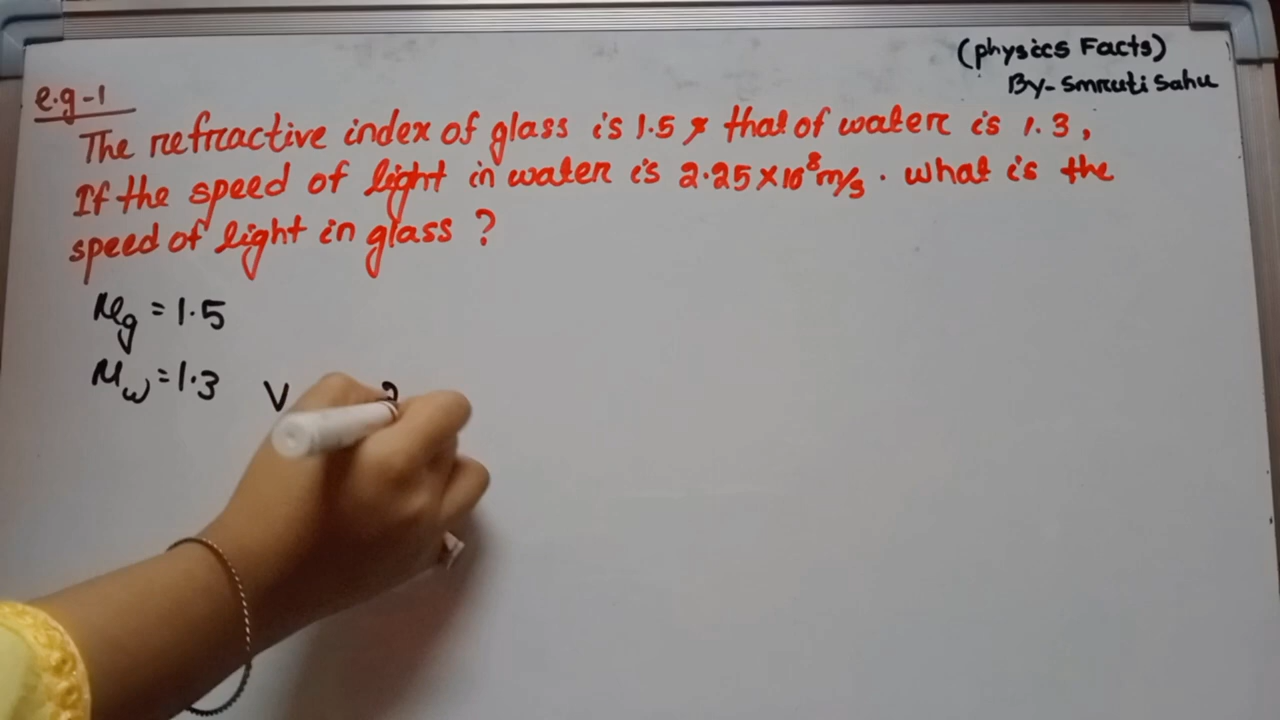 (physics Facts)
By- Smruti Sahu
e.g-1
The refractive index of glass is 1.5 & that of water is 1.3,
If the speed of light in water is 2.25×10⁸m/s. what is the
speed of light in glass ?
μg = 1.5
μw = 1.3 V